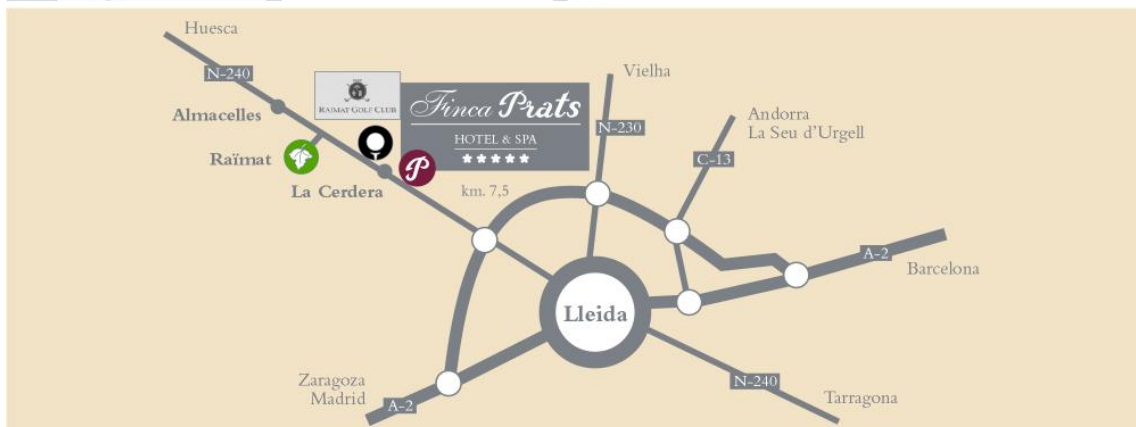 Huesca
N-240
Almacelles
Raïmat
RAIMAT GOLF CLUB
Finca Prats
HOTEL & SPA
P
La Cerdera
km. 7,5
Vielha
N-230
Andorra
La Seu d'Urgell
C-13
A-2
Barcelona
Lleida
Zaragoza
Madrid
A-2
N-240
Tarragona